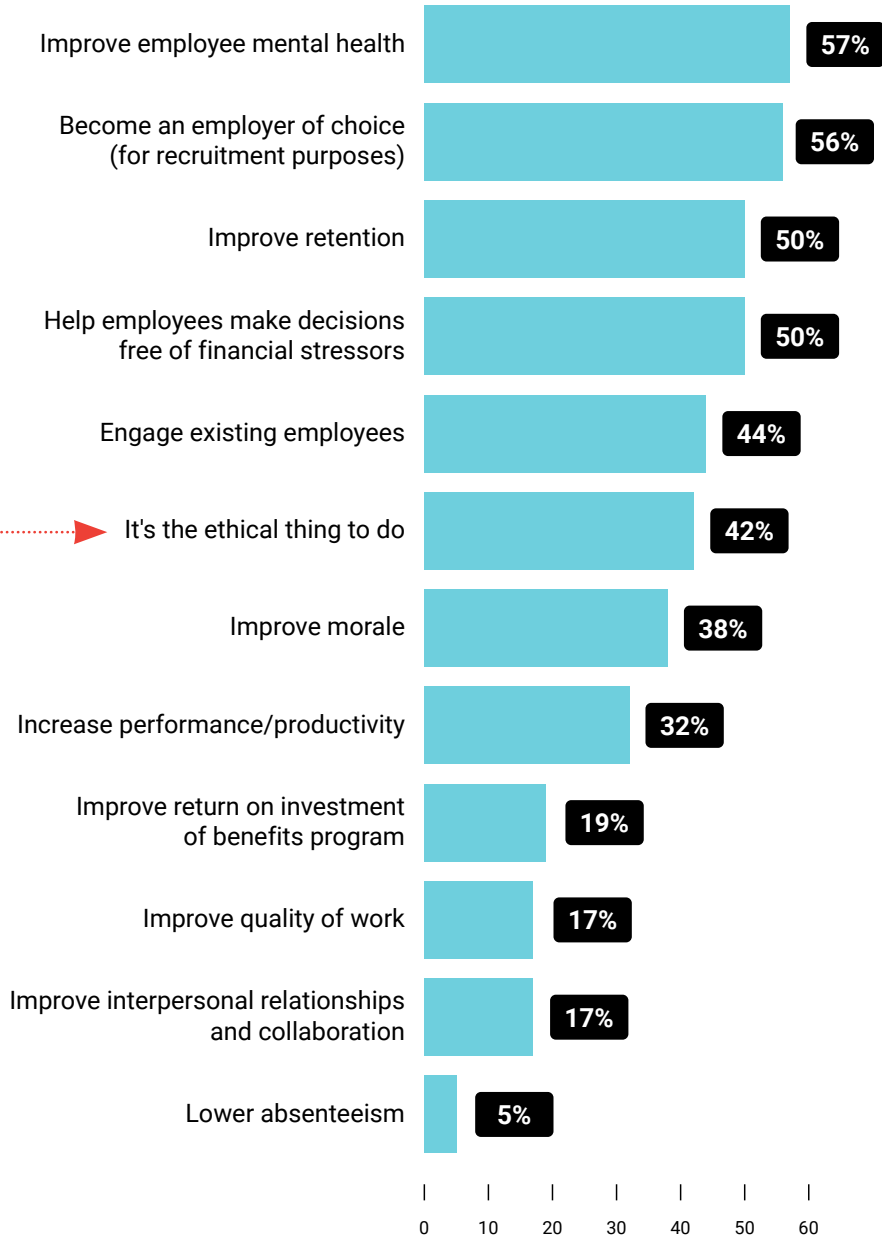 Improve employee mental health
57%
Become an employer of choice
(for recruitment purposes)
56%
Improve retention
50%
Help employees make decisions
free of financial stressors
50%
Engage existing employees
44%
It's the ethical thing to do
42%
Improve morale
38%
Increase performance/productivity
32%
Improve return on investment
of benefits program
19%
Improve quality of work
17%
Improve interpersonal relationships
and collaboration
17%
Lower absenteeism
5%
0 10 20 30 40 50 60